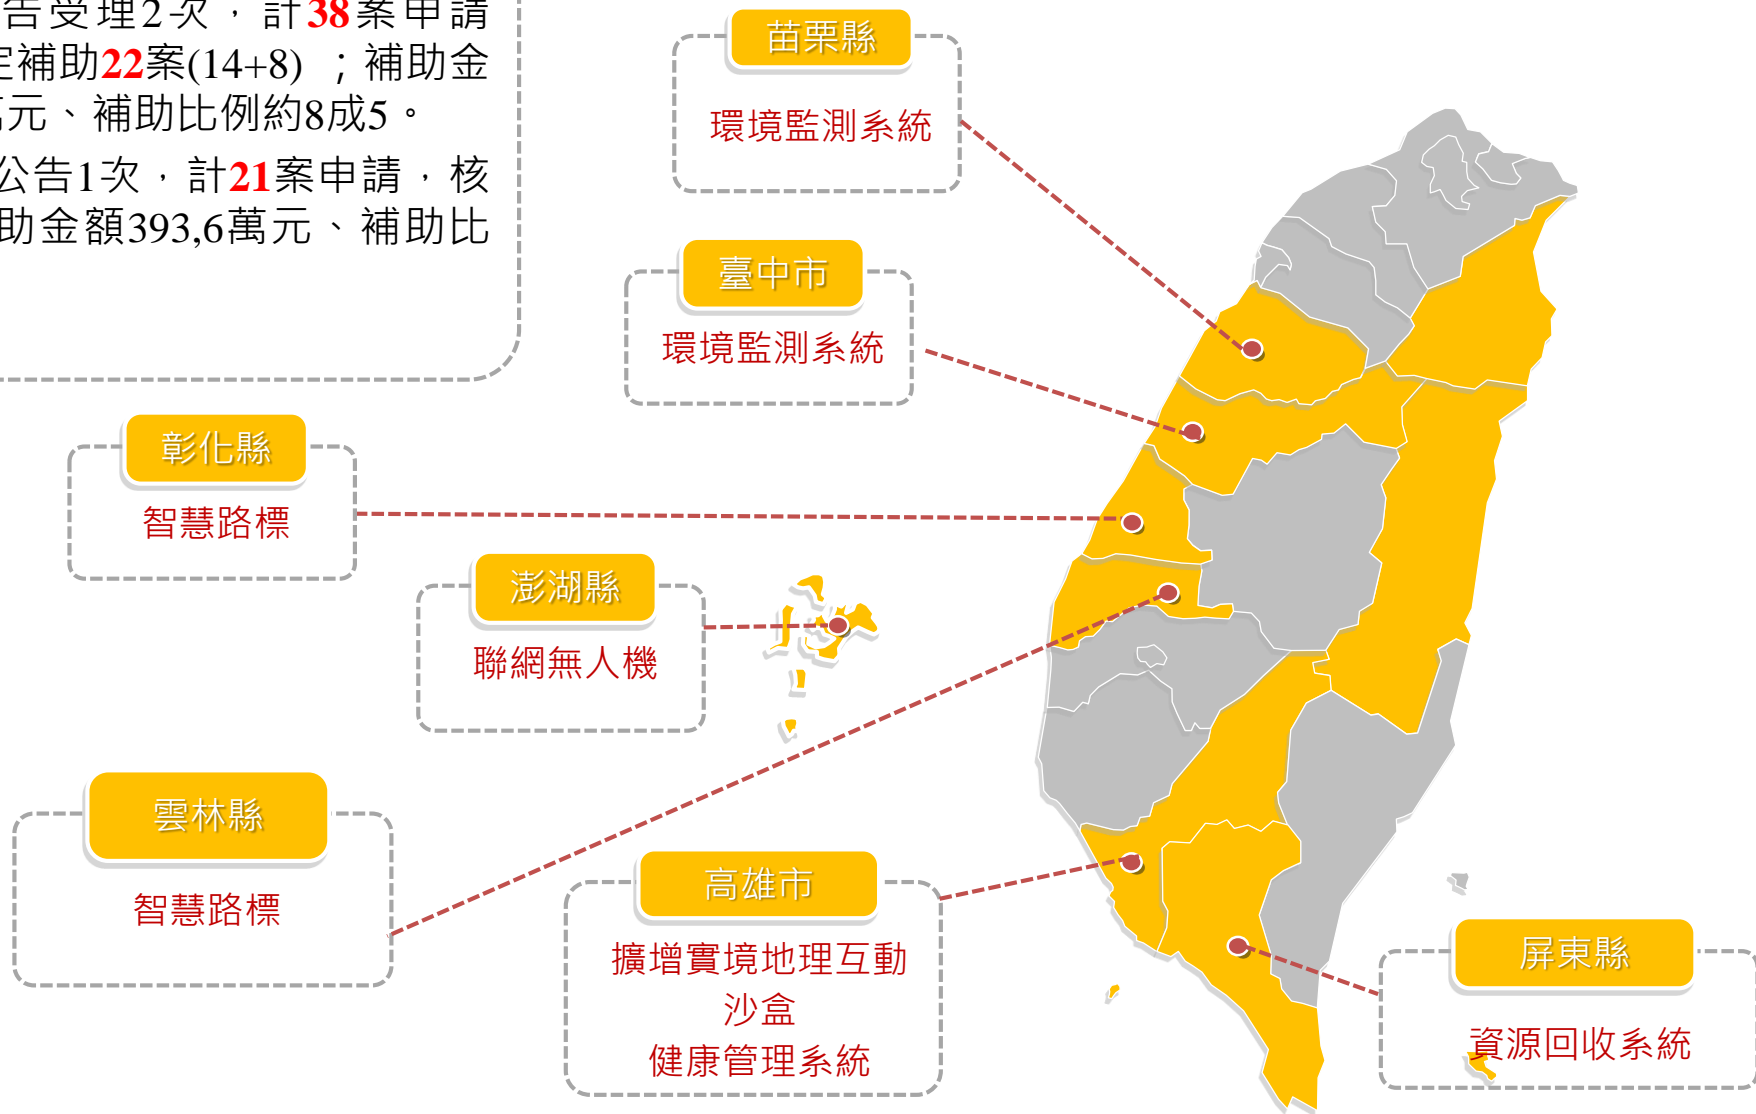 告受理2次，計38案申請
定補助22案(14+8) ；補助金
萬元、補助比例約8成5。
公告1次，計21案申請，核
助金額393,6萬元、補助比
苗栗縣
環境監測系統
臺中市
環境監測系統
彰化縣
智慧路標
澎湖縣
聯網無人機
雲林縣
智慧路標
高雄市
擴增實境地理互動
沙盒
健康管理系統
屏東縣
資源回收系統